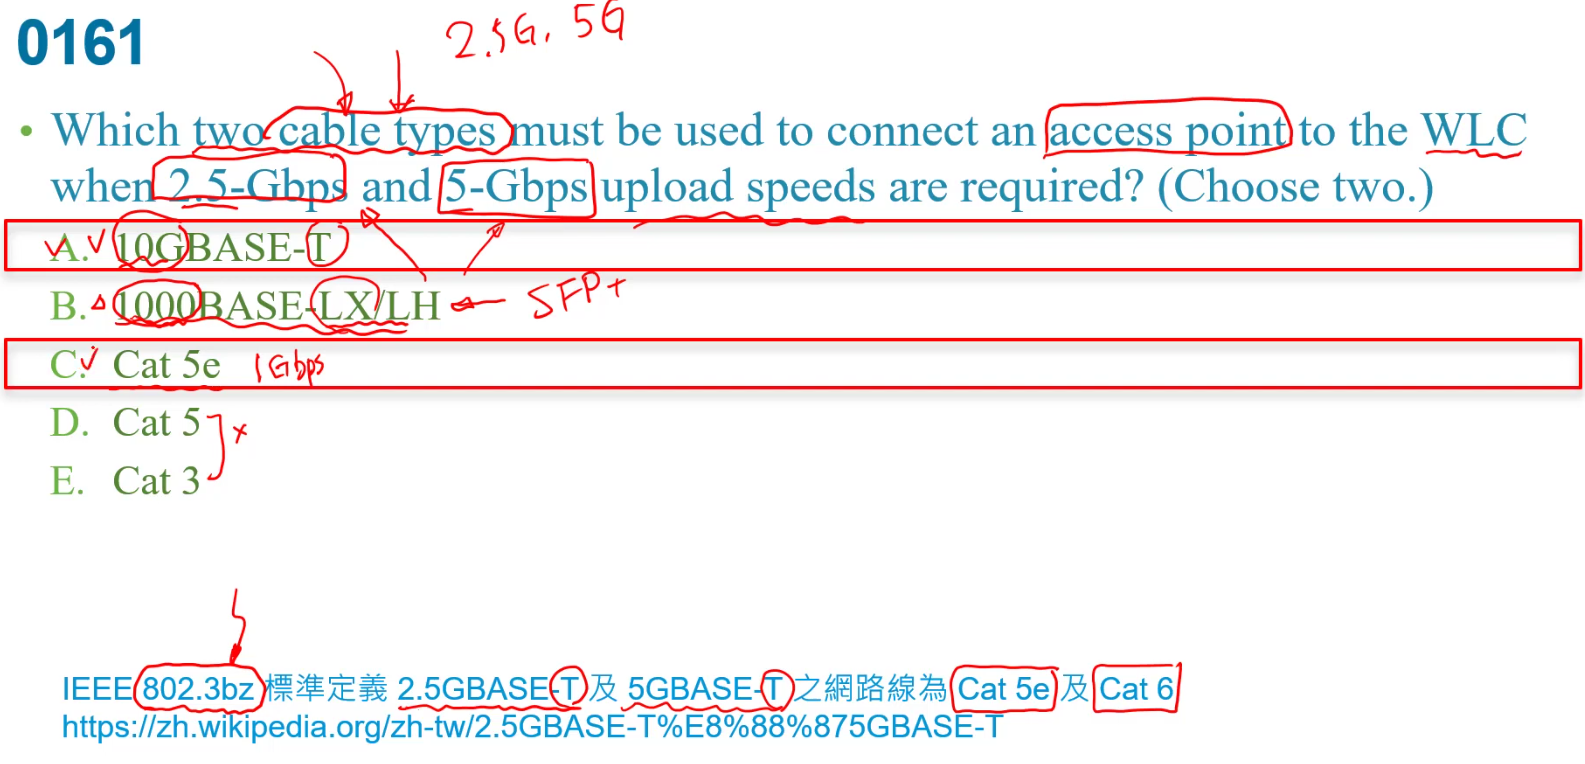 0161
2.5G, 5G
• Which two cable types must be used to connect an access point to the WLC
when 2.5-Gbps and 5-Gbps upload speeds are required? (Choose two.)
A. 10GBASE-T
B. 1000BASE-LX/LH SFP+
C. Cat 5e 1Gbps
D. Cat 5
E. Cat 3
IEEE 802.3bz 標準定義 2.5GBASE-T 及 5GBASE-T 之網路線為 Cat 5e 及 Cat 6
https://zh.wikipedia.org/zh-tw/2.5GBASE-T%E8%88%875GBASE-T